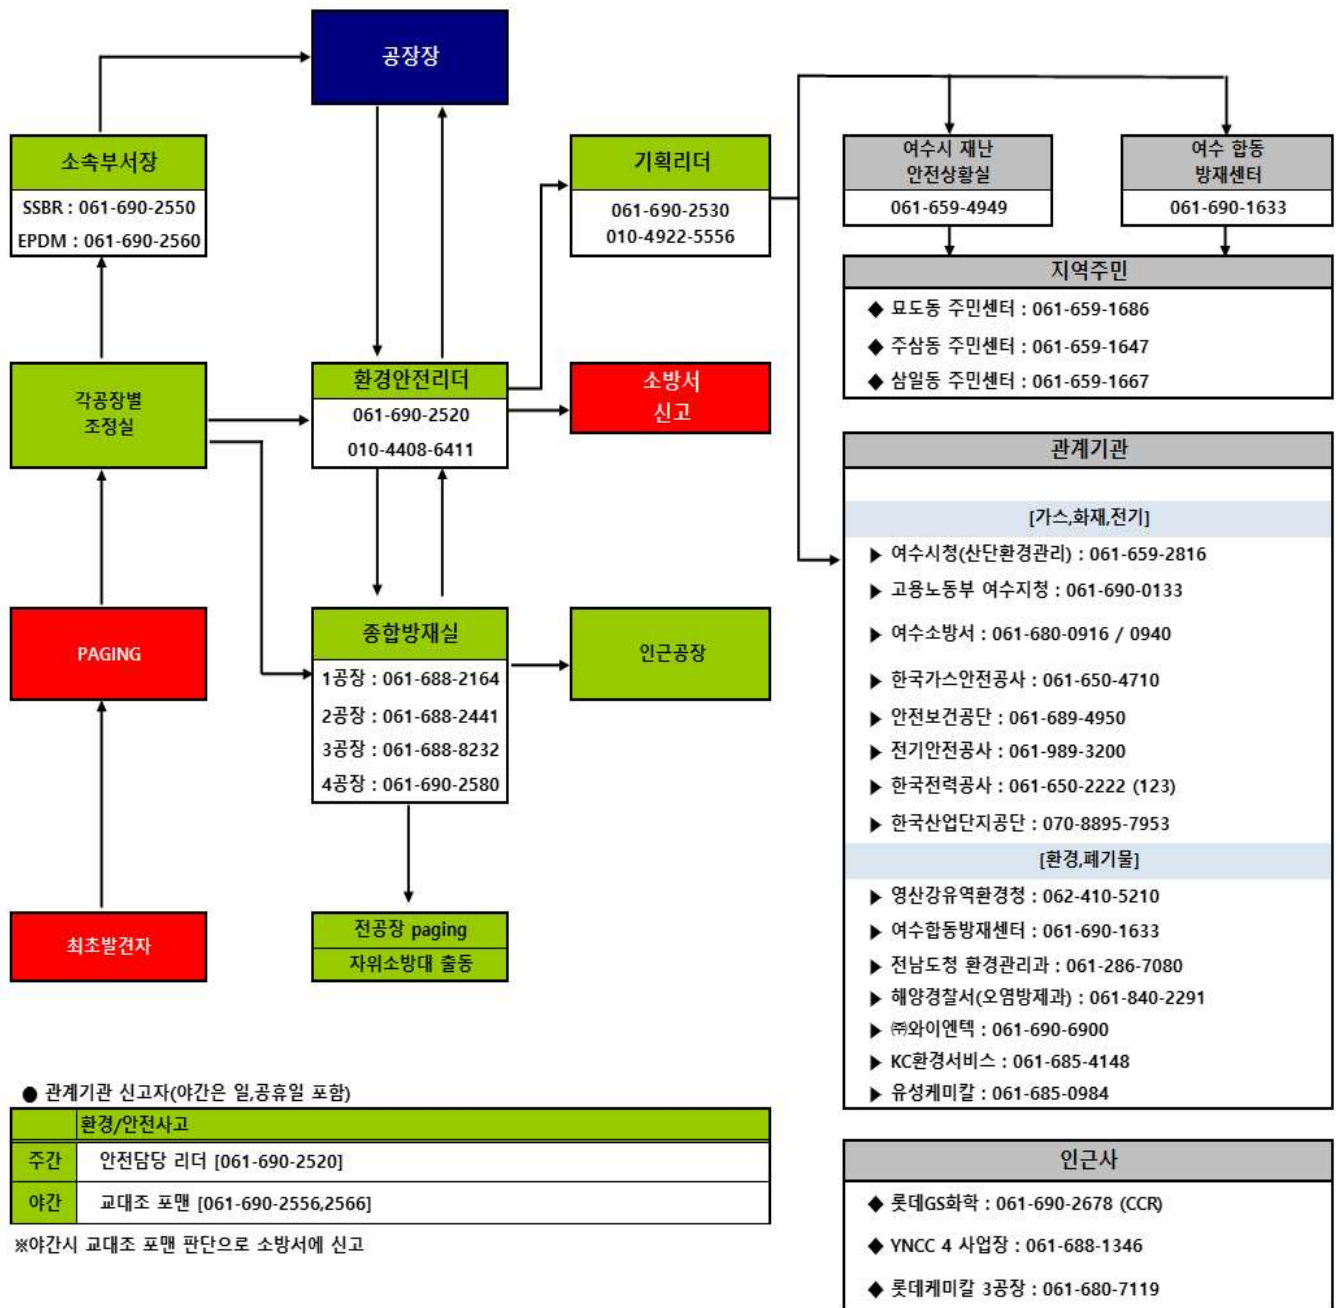 공장장
소속부서장
SSBR : 061-690-2550
EPDM : 061-690-2560
기획리더
061-690-2530
010-4922-5556
여수시 재난
안전상황실
061-659-4949
여수 합동
방재센터
061-690-1633
지역주민
◆ 묘도동 주민센터 : 061-659-1686
◆ 주삼동 주민센터 : 061-659-1647
◆ 삼일동 주민센터 : 061-659-1667
각공장별
조정실
환경안전리더
061-690-2520
010-4408-6411
소방서
신고
관계기관
[가스,화재,전기]
▶ 여수시청(산단환경관리) : 061-659-2816
▶ 고용노동부 여수지청 : 061-690-0133
▶ 여수소방서 : 061-680-0916 / 0940
▶ 한국가스안전공사 : 061-650-4710
▶ 안전보건공단 : 061-689-4950
▶ 전기안전공사 : 061-989-3200
▶ 한국전력공사 : 061-650-2222 (123)
▶ 한국산업단지공단 : 070-8895-7953
[환경,폐기물]
▶ 영산강유역환경청 : 062-410-5210
▶ 여수합동방재센터 : 061-690-1633
▶ 전남도청 환경관리과 : 061-286-7080
▶ 해양경찰서(오염방제과) : 061-840-2291
▶ ㈜와이엔텍 : 061-690-6900
▶ KC환경서비스 : 061-685-4148
▶ 유성케미칼 : 061-685-0984
PAGING
종합방재실
1공장 : 061-688-2164
2공장 : 061-688-2441
3공장 : 061-688-8232
4공장 : 061-690-2580
인근공장
최초발견자
전공장 paging
자위소방대 출동
● 관계기관 신고자(야간은 일,공휴일 포함)
환경/안전사고
주간 안전담당 리더 [061-690-2520]
야간 교대조 포맨 [061-690-2556,2566]
※야간시 교대조 포맨 판단으로 소방서에 신고
인근사
◆ 롯데GS화학 : 061-690-2678 (CCR)
◆ YNCC 4 사업장 : 061-688-1346
◆ 롯데케미칼 3공장 : 061-680-7119